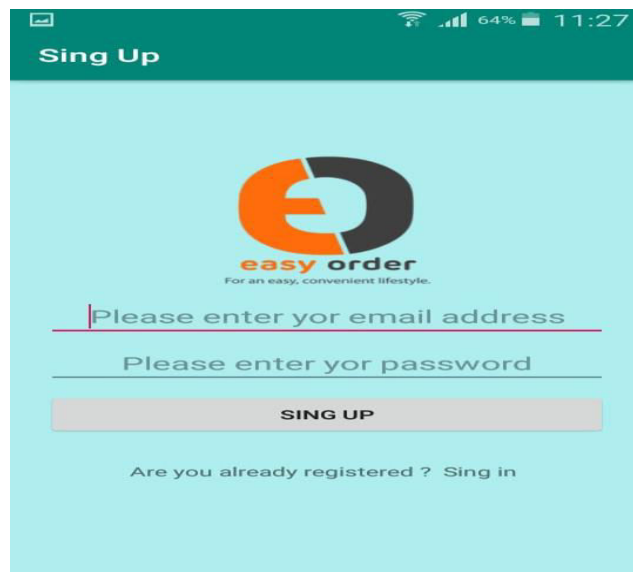 64% 11:27
Sing Up
easy order
For an easy, convenient lifestyle.
Please enter yor email address
Please enter yor password
SING UP
Are you already registered ? Sing in